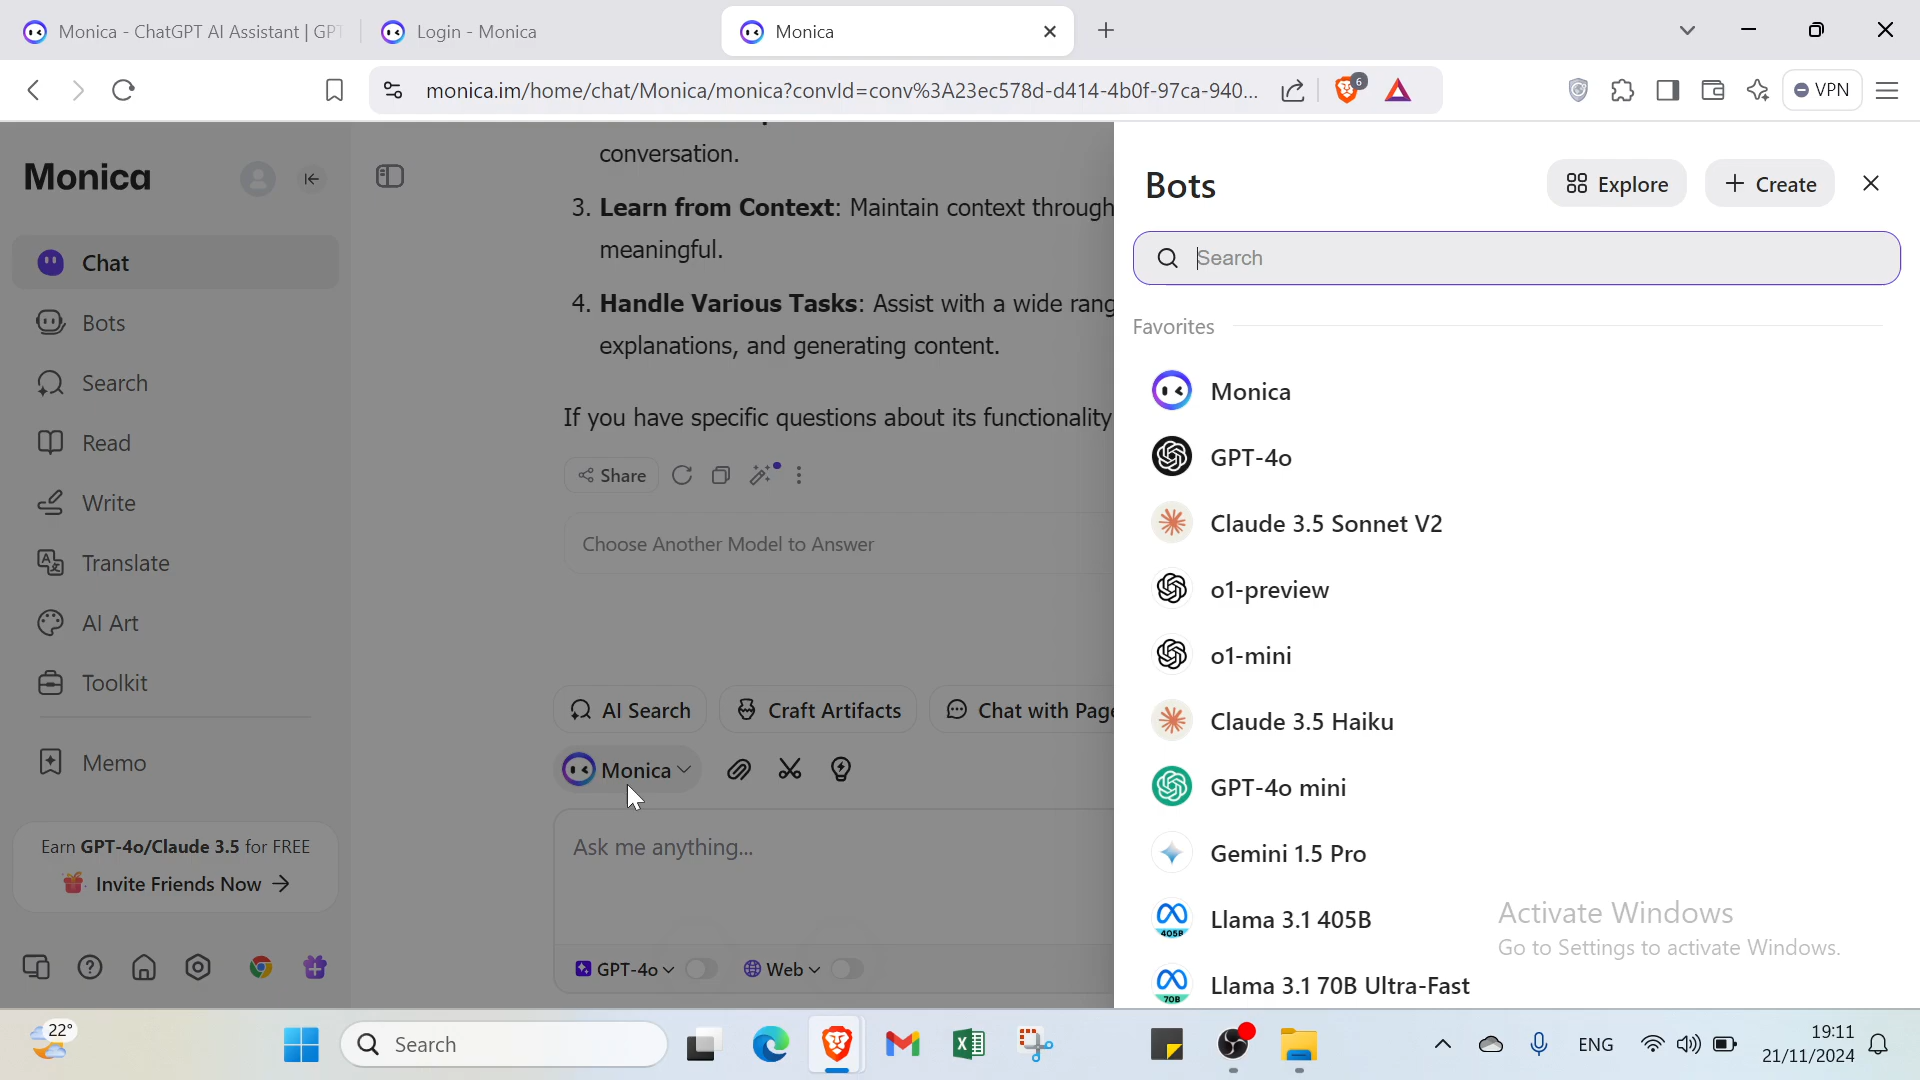 Monica - ChatGPT AI Assistant | GPT
Login - Monica
Monica
monica.im/home/chat/Monica/monica?convId=conv%3A23ec578d-d414-4b0f-97ca-940...
6
VPN
Monica
Chat
Bots
Search
Read
Write
Translate
AI Art
Toolkit
Memo
Earn GPT-4o/Claude 3.5 for FREE
Invite Friends Now →
conversation.
3. Learn from Context: Maintain context through
meaningful.
4. Handle Various Tasks: Assist with a wide rang
explanations, and generating content.
If you have specific questions about its functionality
Share
Choose Another Model to Answer
AI Search
Craft Artifacts
Chat with Page
Monica
Ask me anything...
GPT-4o
Web
Bots
Explore
+ Create
Search
Favorites
Monica
GPT-4o
Claude 3.5 Sonnet V2
o1-preview
o1-mini
Claude 3.5 Haiku
GPT-4o mini
Gemini 1.5 Pro
405B
Llama 3.1 405B
70B
Llama 3.1 70B Ultra-Fast
Activate Windows
Go to Settings to activate Windows.
22°
Search
ENG
19:11
21/11/2024